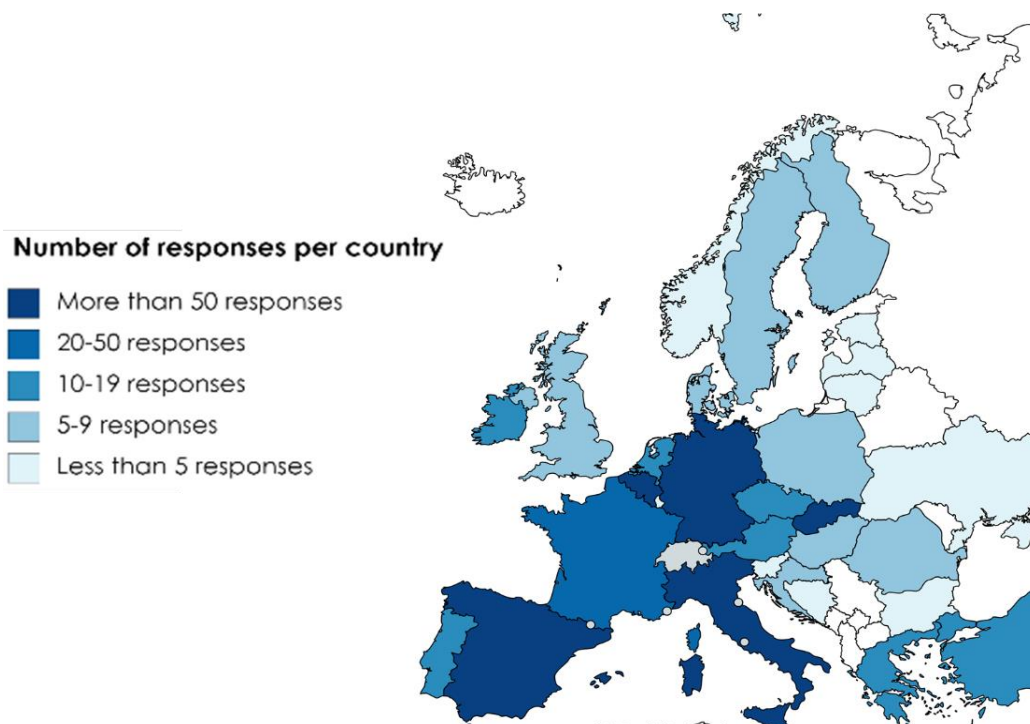 Number of responses per country
More than 50 responses
20-50 responses
10-19 responses
5-9 responses
Less than 5 responses